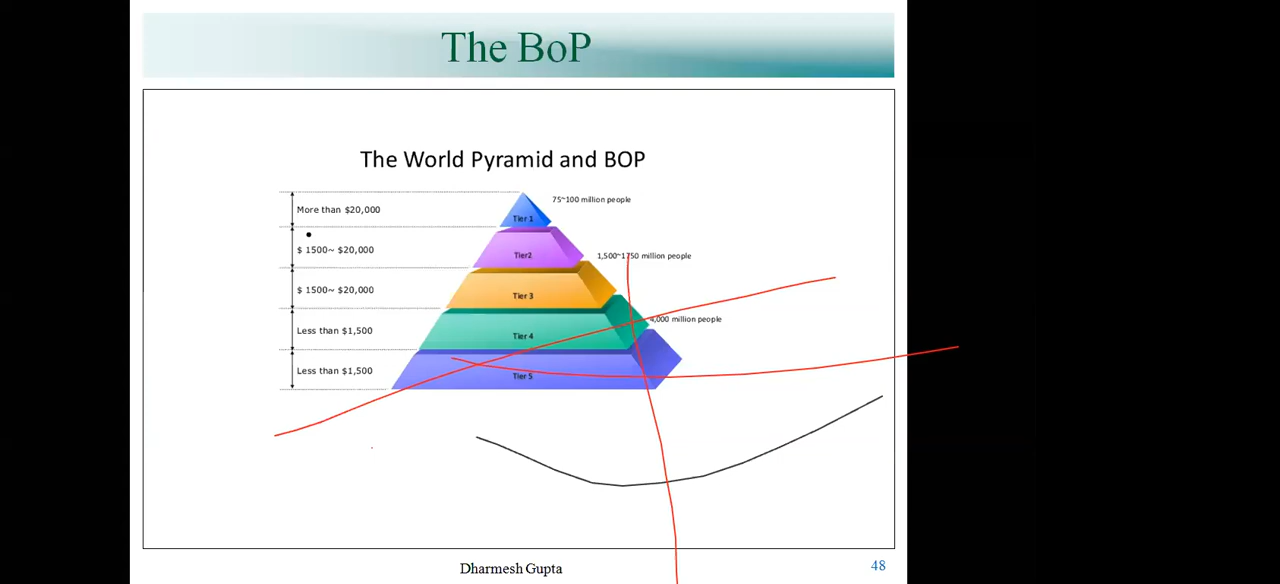 The BoP
The World Pyramid and BOP
75~100 million people
More than $20,000
Tier 1
$ 1500~ $20,000
Tier2
1,500~1750 million people
$ 1500~ $20,000
Tier 3
4,000 million people
Less than $1,500
Tier 4
Less than $1,500
Tier 5
Dharmesh Gupta
48